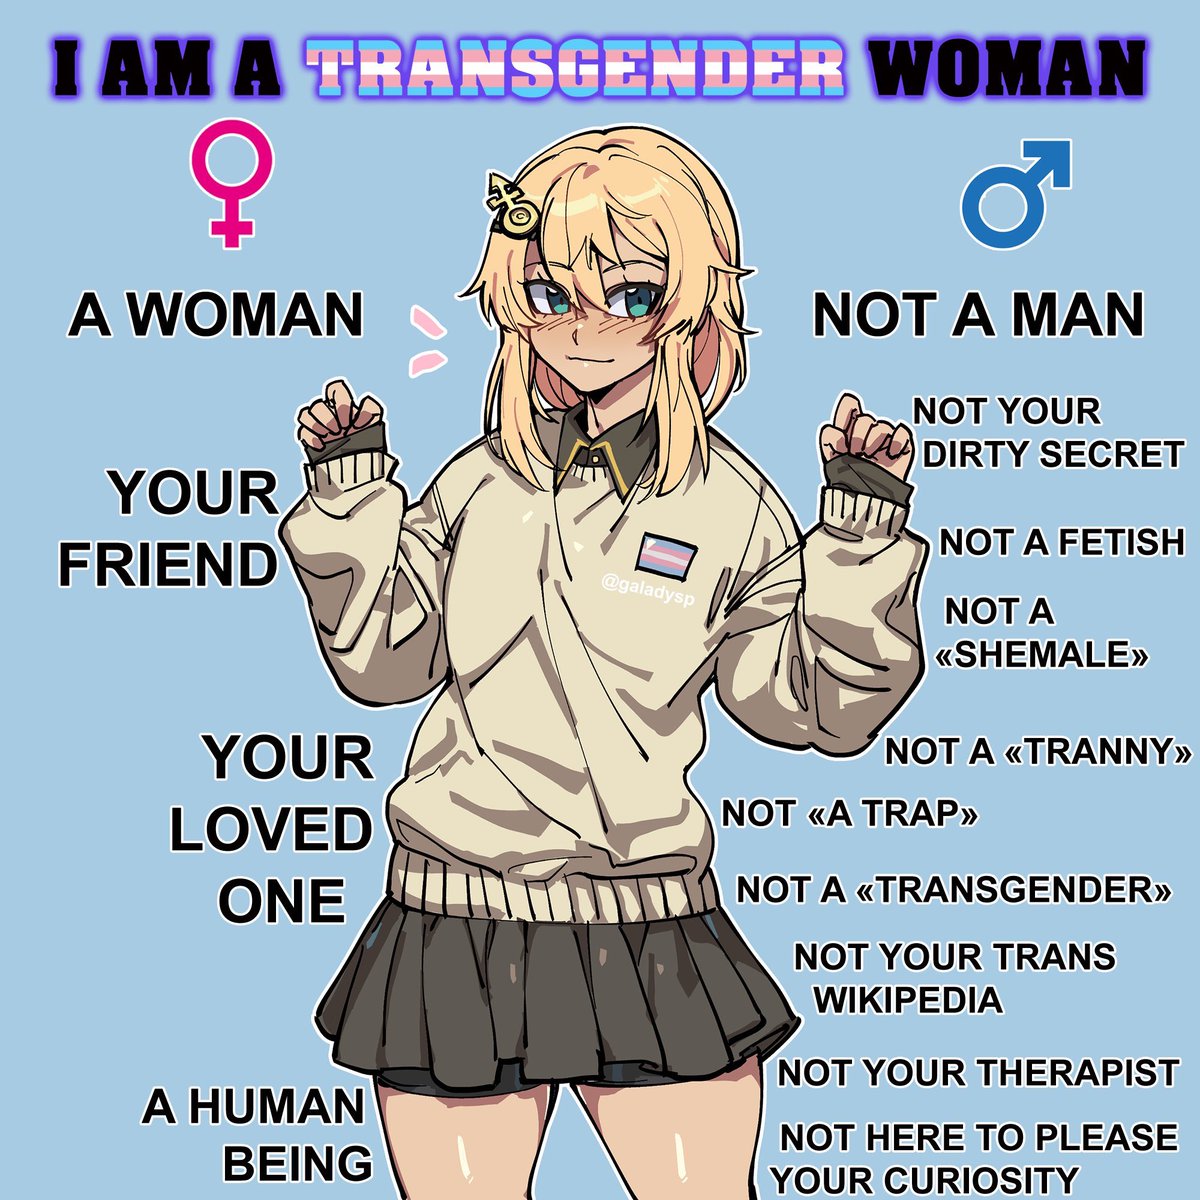 I AM A TRANSGENDER WOMAN
A WOMAN
YOUR
FRIEND
YOUR
LOVED
ONE
A HUMAN
BEING
NOT A MAN
NOT YOUR
DIRTY SECRET
NOT A FETISH
NOT A
«SHEMALE»
NOT A «TRANNY»
NOT «A TRAP»
NOT A «TRANSGENDER»
NOT YOUR TRANS
WIKIPEDIA
NOT YOUR THERAPIST
NOT HERE TO PLEASE
YOUR CURIOSITY
@galadysp